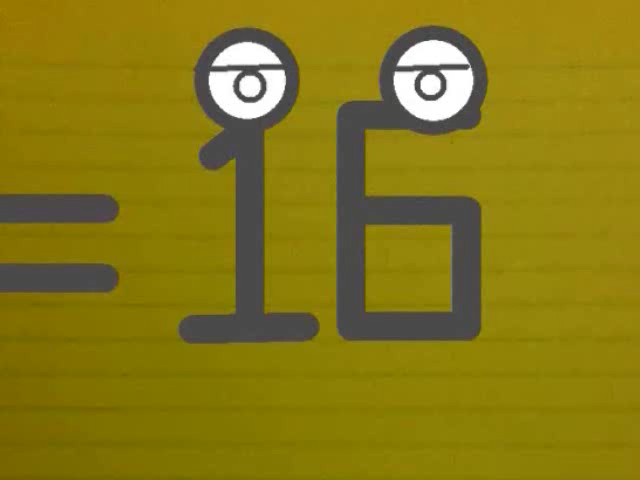 = 16